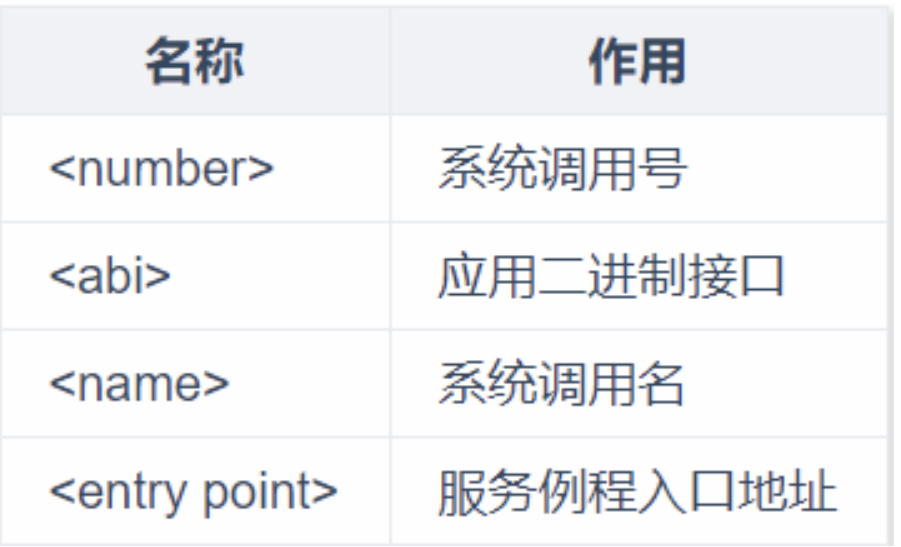 名称 作用
<number> 系统调用号
<abi> 应用二进制接口
<name> 系统调用名
<entry point> 服务例程入口地址